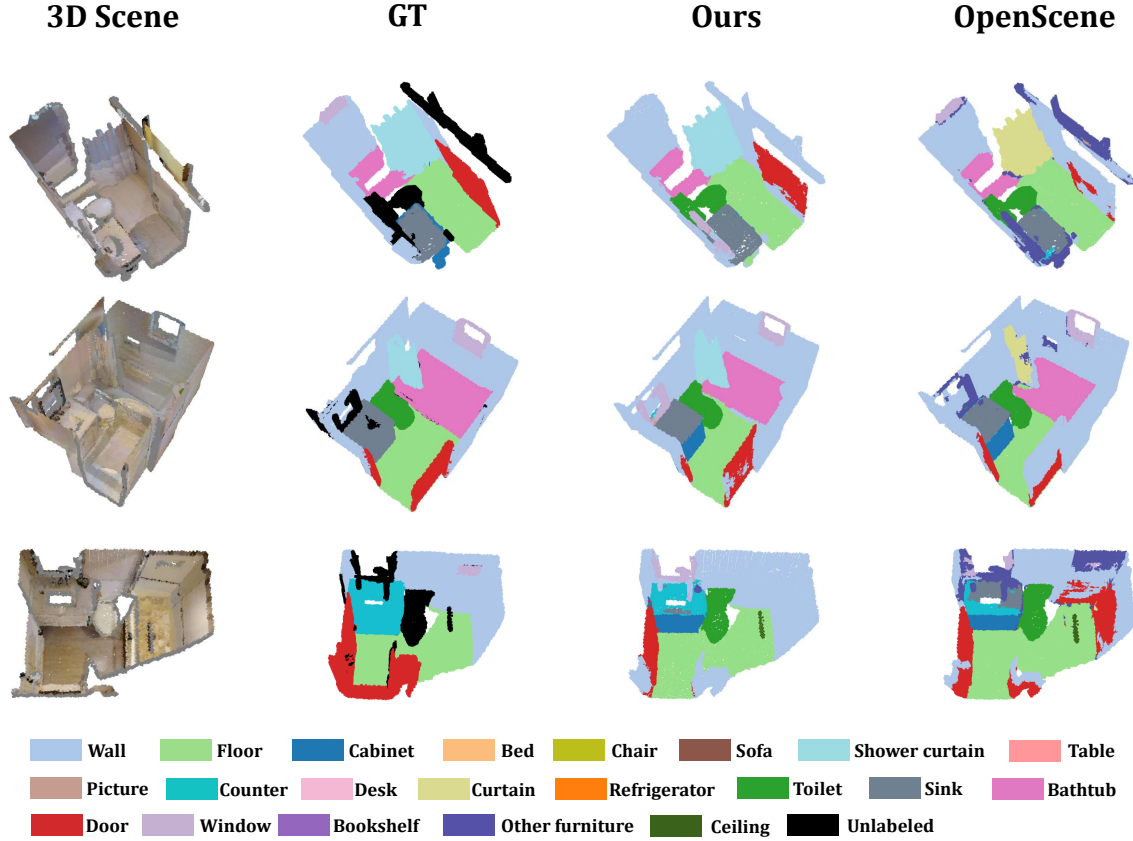 3D Scene GT Ours OpenScene
Wall Floor Cabinet Bed Chair Sofa Shower curtain Table
Picture Counter Desk Curtain Refrigerator Toilet Sink Bathtub
Door Window Bookshelf Other furniture Ceiling Unlabeled